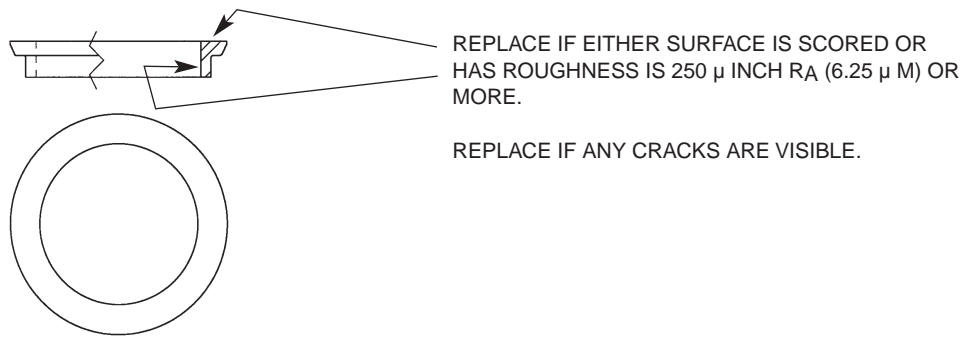 REPLACE IF EITHER SURFACE IS SCORED OR
HAS ROUGHNESS IS 250 µ INCH RA (6.25 µ M) OR
MORE.
REPLACE IF ANY CRACKS ARE VISIBLE.